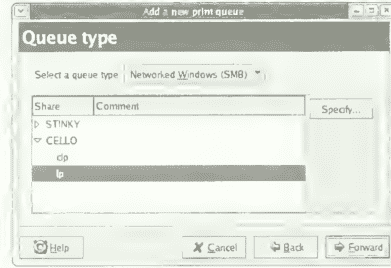 Add a new print queue
Queue type
Select a queue type Networked Windows (SMB)
Share Comment
Specify...
STINKY
CELLO
clp
lp
Help Cancel Back Forward